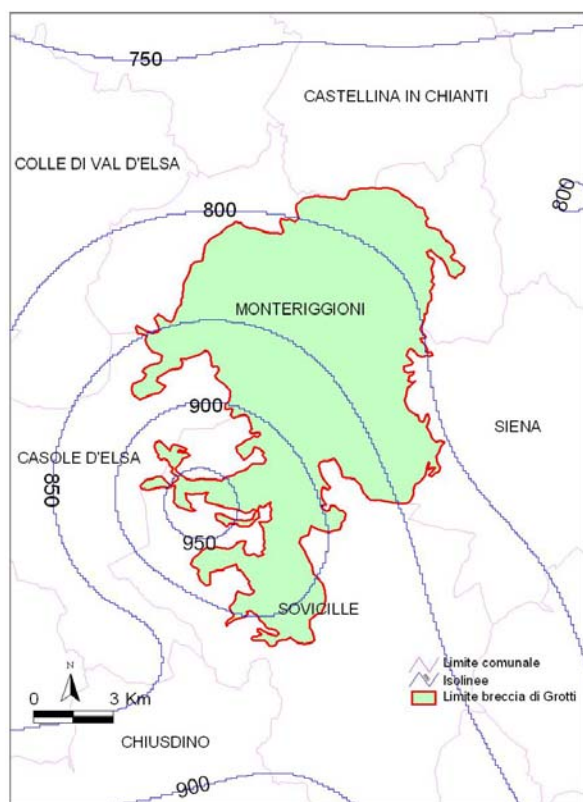 750
CASTELLINA IN CHIANTI
COLLE DI VAL D'ELSA
800
800
MONTERIGGIONI
900
SIENA
CASOLE D'ELSA
850
950
SOVICILLE
N
0 3 Km
Limite comunale
Isolinee
Limite breccia di Grotti
CHIUSDINO
900